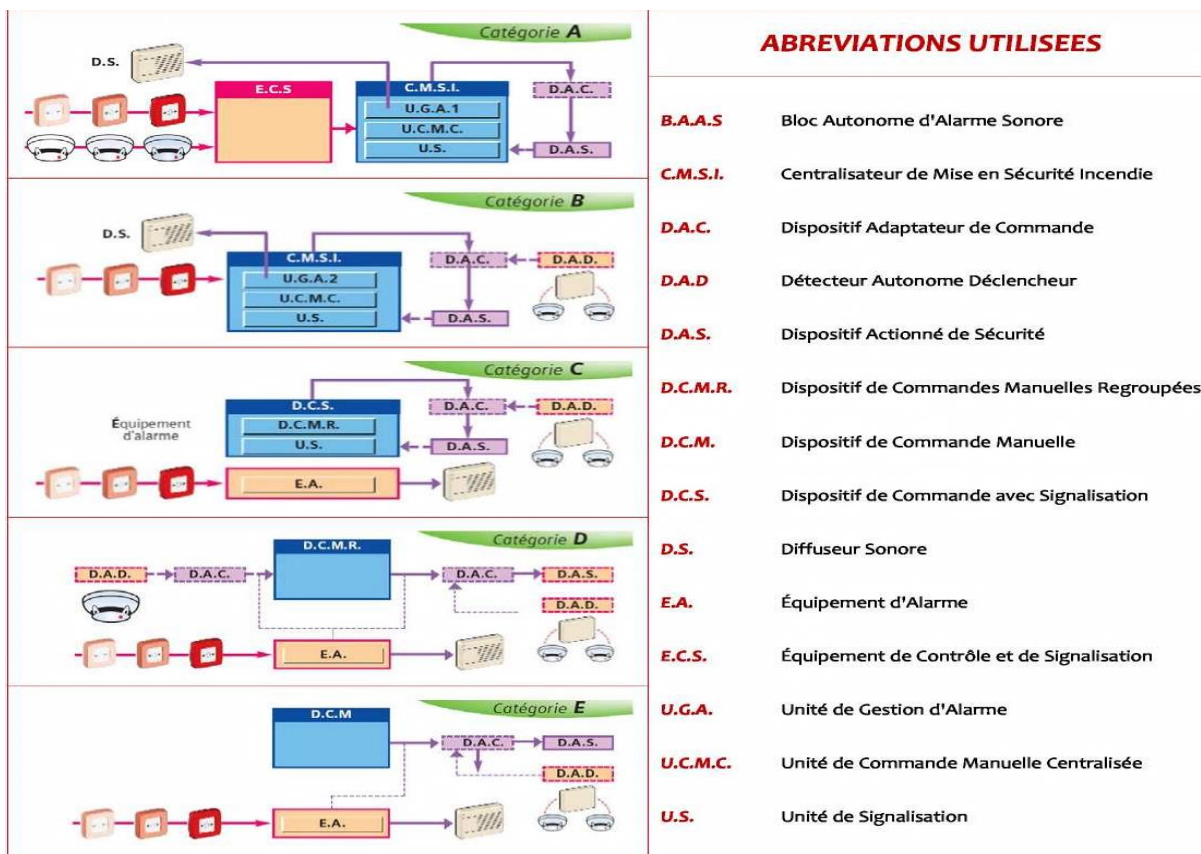 Catégorie A
D.S.
E.C.S
C.M.S.I.
D.A.C.
U.G.A.1
U.C.M.C.
U.S.
D.A.S.
Catégorie B
D.S.
C.M.S.I.
D.A.C.
D.A.D.
U.G.A.2
U.C.M.C.
U.S.
D.A.S.
Catégorie C
D.C.S.
D.A.C.
D.A.D.
Équipement
d'alarme
D.C.M.R.
U.S.
D.A.S.
E.A.
Catégorie D
D.C.M.R.
D.A.D.
D.A.C.
D.A.C.
D.A.S.
D.A.D.
E.A.
Catégorie E
D.C.M
D.A.C.
D.A.S.
D.A.D.
E.A.
ABREVIATIONS UTILISEES
B.A.A.S Bloc Autonome d'Alarme Sonore
C.M.S.I. Centralisateur de Mise en Sécurité Incendie
D.A.C. Dispositif Adaptateur de Commande
D.A.D Détecteur Autonome Déclencheur
D.A.S. Dispositif Actionné de Sécurité
D.C.M.R. Dispositif de Commandes Manuelles Regroupées
D.C.M. Dispositif de Commande Manuelle
D.C.S. Dispositif de Commande avec Signalisation
D.S. Diffuseur Sonore
E.A. Équipement d'Alarme
E.C.S. Équipement de Contrôle et de Signalisation
U.G.A. Unité de Gestion d'Alarme
U.C.M.C. Unité de Commande Manuelle Centralisée
U.S. Unité de Signalisation